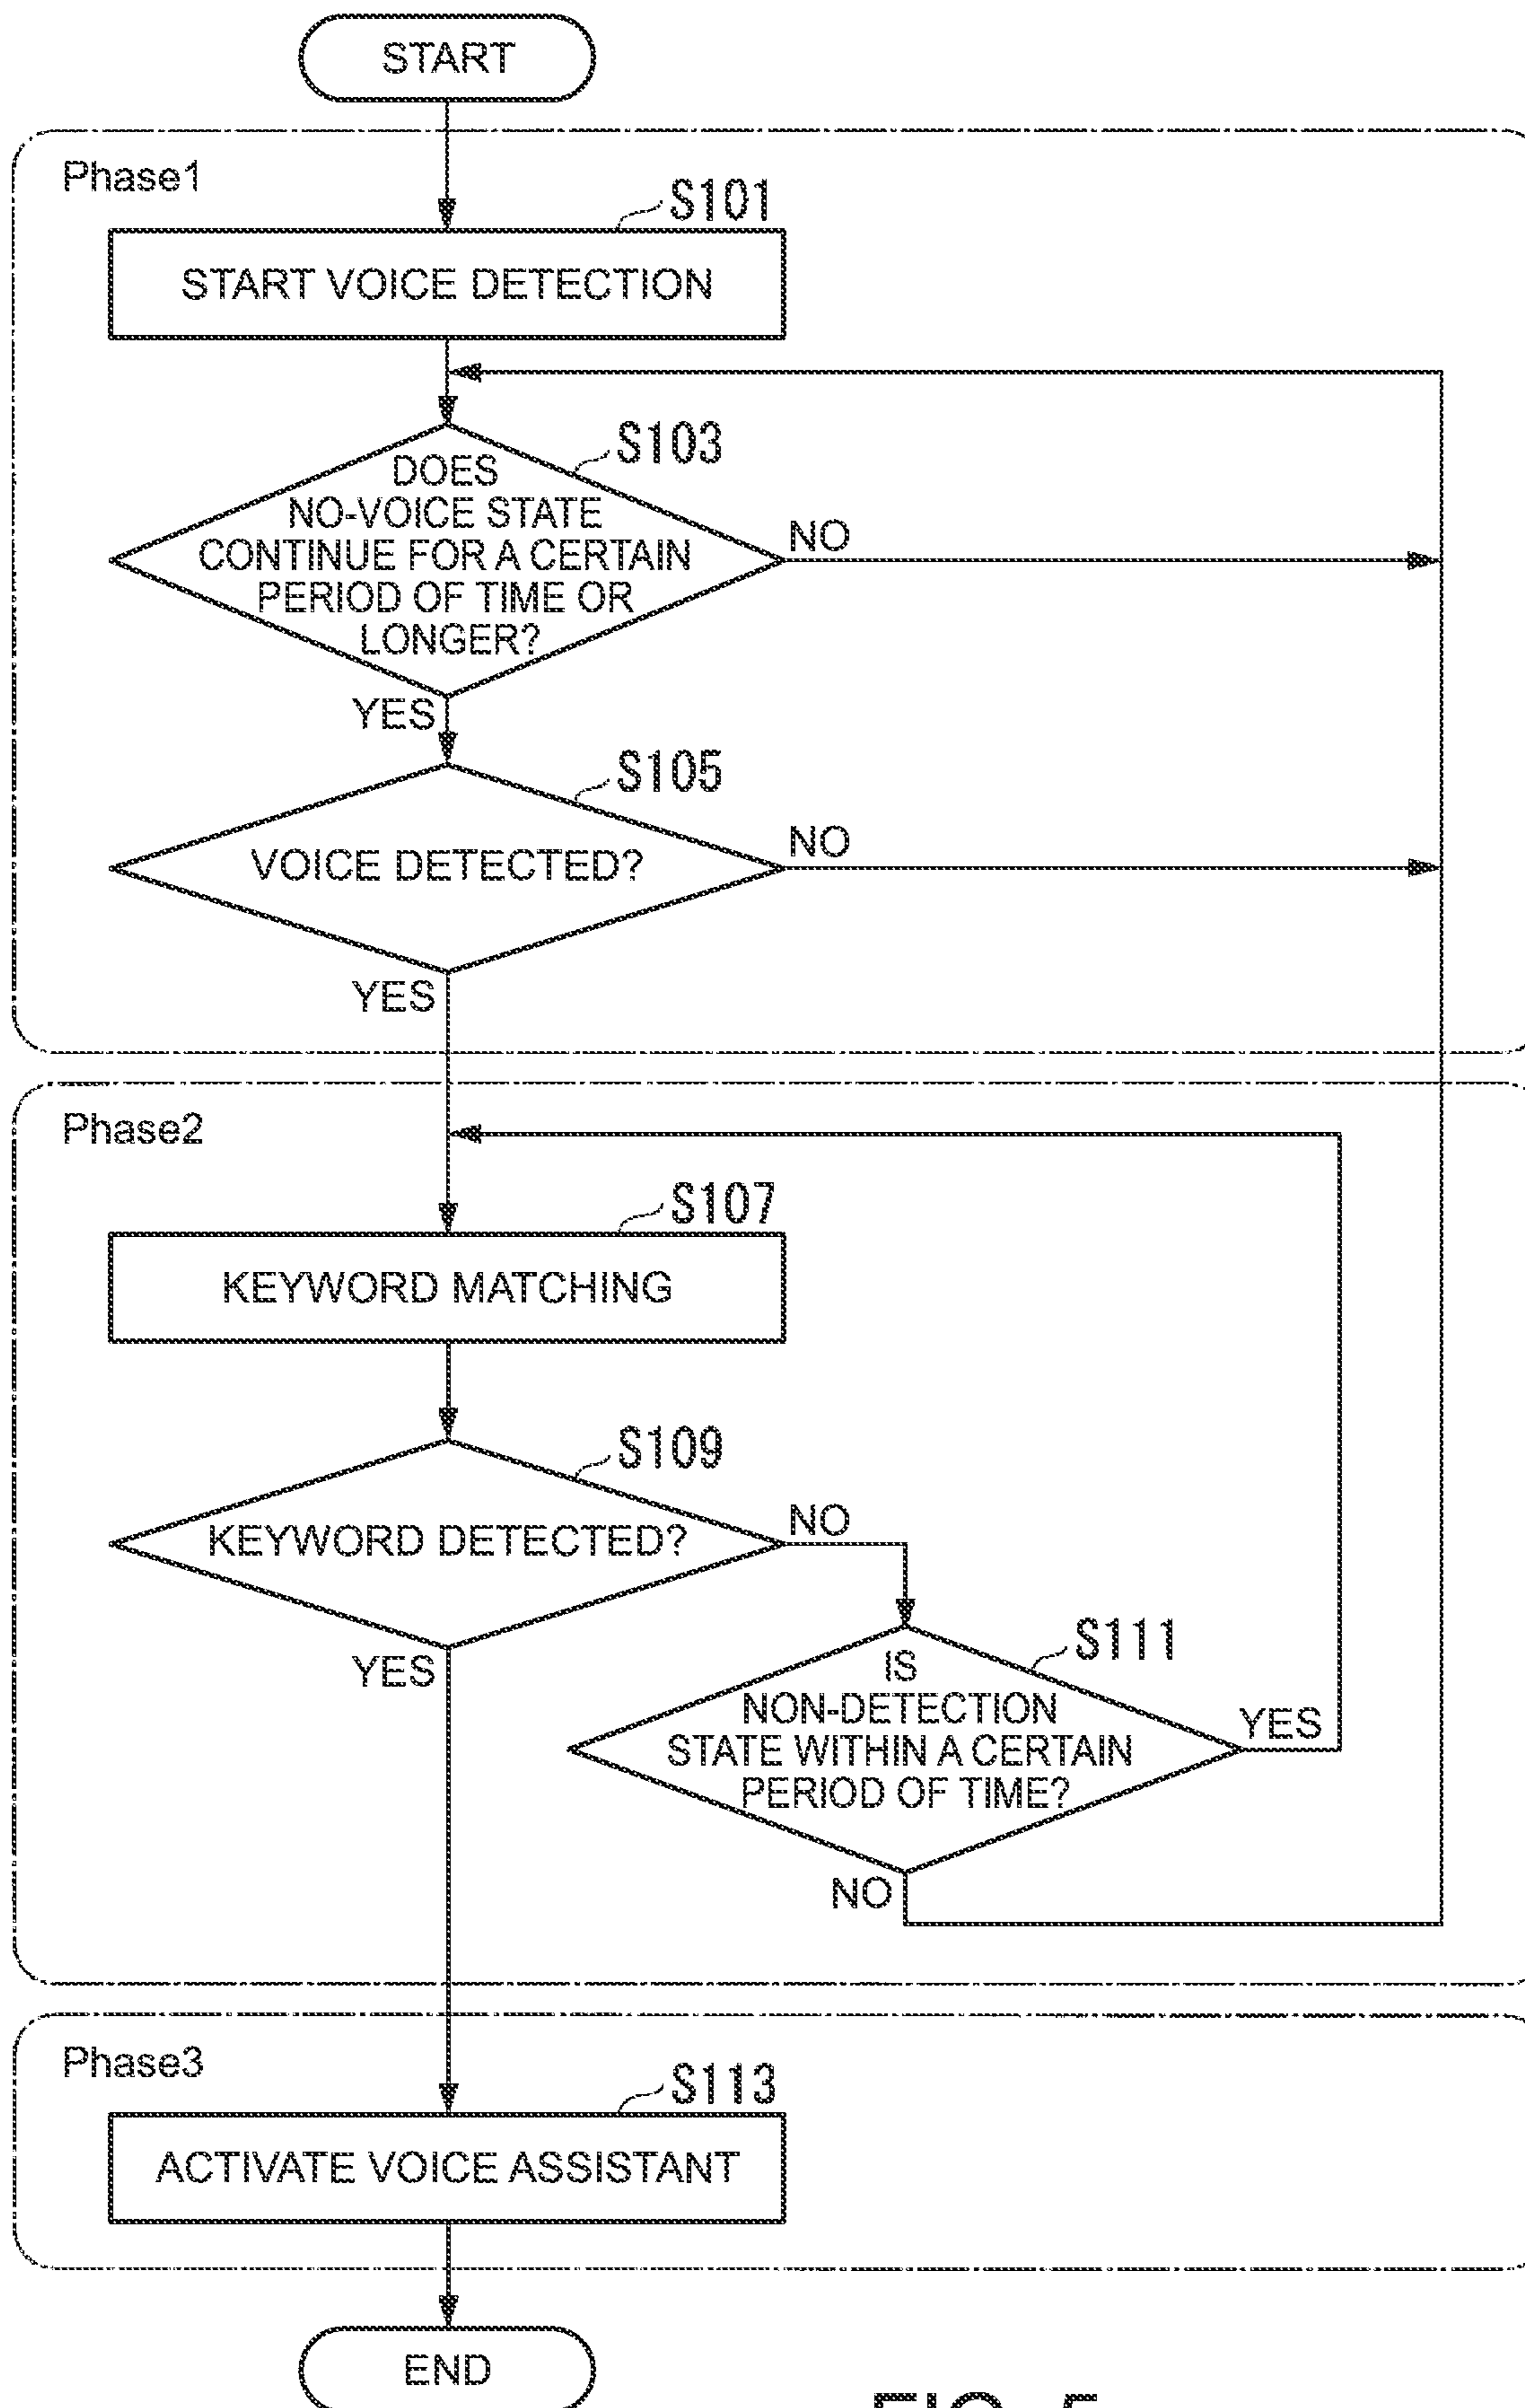 START
Phase1
S101
START VOICE DETECTION
S103
DOES
NO-VOICE STATE
CONTINUE FOR A CERTAIN
PERIOD OF TIME OR
LONGER?
NO
YES
S105
VOICE DETECTED?
NO
YES
Phase2
S107
KEYWORD MATCHING
S109
KEYWORD DETECTED?
NO
YES
S111
IS
NON-DETECTION
STATE WITHIN A CERTAIN
PERIOD OF TIME?
YES
NO
Phase3
S113
ACTIVATE VOICE ASSISTANT
END